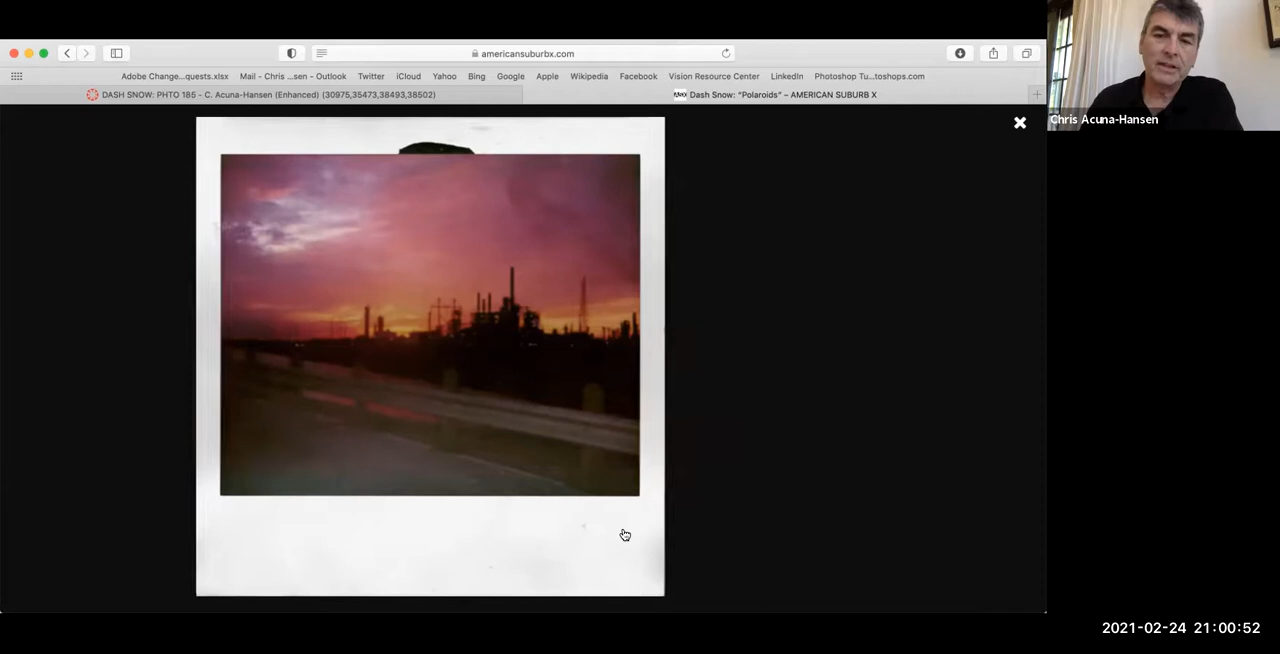 americansuburbx.com
Adobe Change...quests.xlsx Mail - Chris ...sen - Outlook Twitter iCloud Yahoo Bing Google Apple Wikipedia Facebook Vision Resource Center LinkedIn Photoshop Tu...toshops.com
DASH SNOW: PHTO 185 - C. Acuna-Hansen (Enhanced) (30975,35473,38493,38502) Dash Snow: “Polaroids” – AMERICAN SUBURB X
Chris Acuna-Hansen
2021-02-24 21:00:52